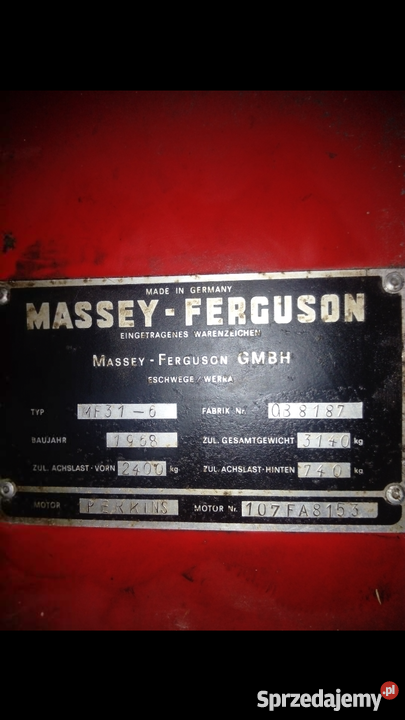 MADE IN GERMANY
MASSEY-FERGUSON
EINGETRAGENES WARENZEICHEN
MASSEY-FERGUSON GMBH
ESCHWEGE/WERRA
TYP MF31-6 FABRIK Nr. 038187
BAUJAHR 1968 ZUL. GESAMTGEWICHT 3140 kg
ZUL. ACHSLAST-VORN 2400 kg ZUL. ACHSLAST-HINTEN 740 kg
MOTOR PERKINS MOTOR Nr. 107FA8153
Sprzedajemy.pl